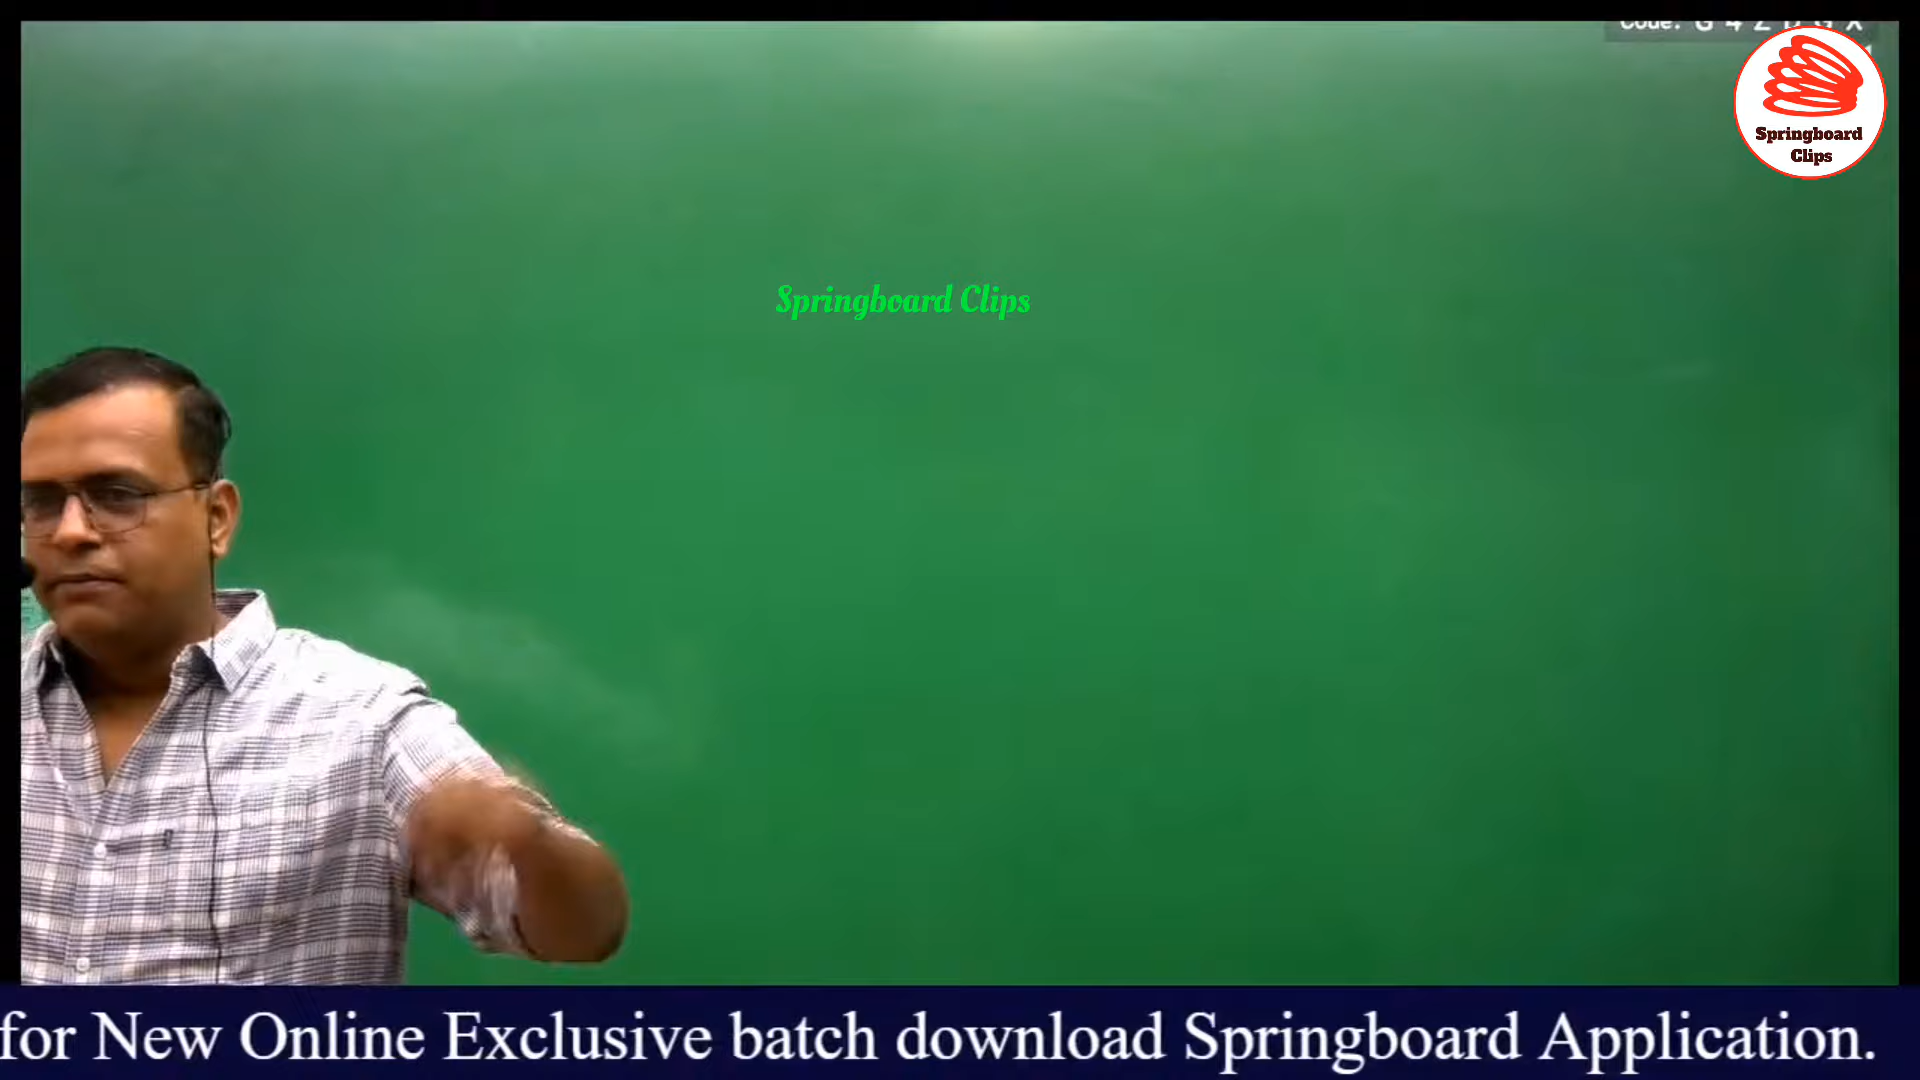 Springboard
Clips
Springboard Clips
for New Online Exclusive batch download Springboard Application.